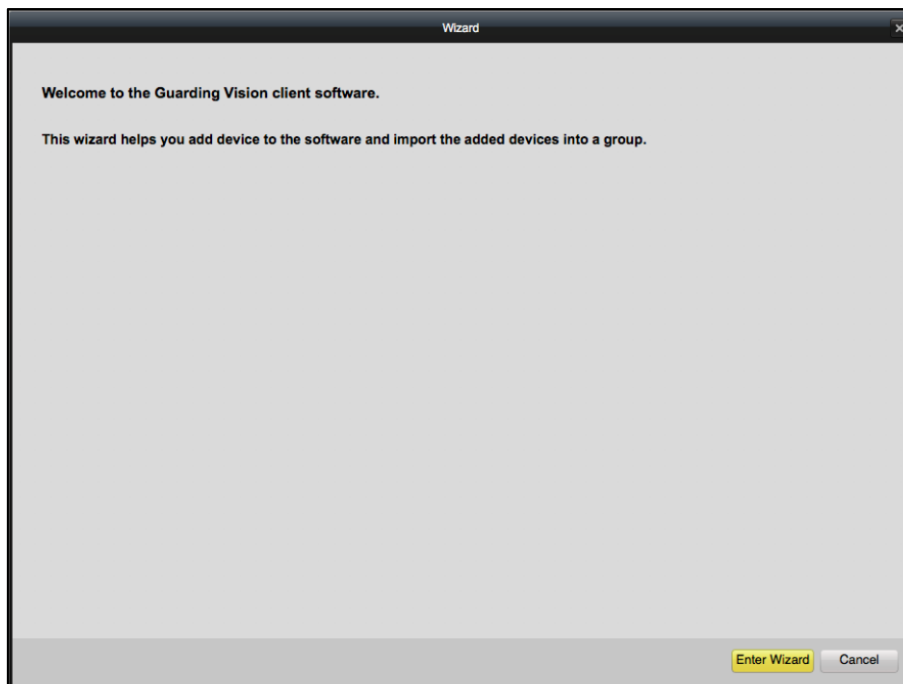 Wizard
Welcome to the Guarding Vision client software.
This wizard helps you add device to the software and import the added devices into a group.
Enter Wizard
Cancel